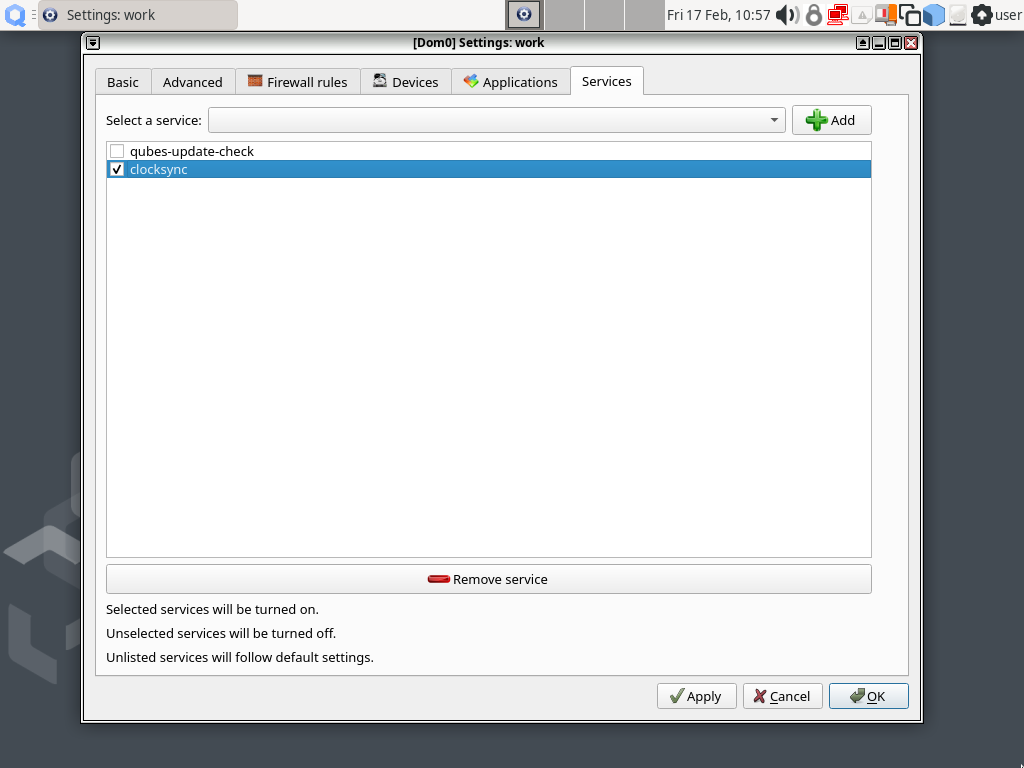 Settings: work
Fri 17 Feb, 10:57
user
[Dom0] Settings: work
Basic
Advanced
Firewall rules
Devices
Applications
Services
Select a service:
Add
qubes-update-check
clocksync
Remove service
Selected services will be turned on.
Unselected services will be turned off.
Unlisted services will follow default settings.
Apply
Cancel
OK